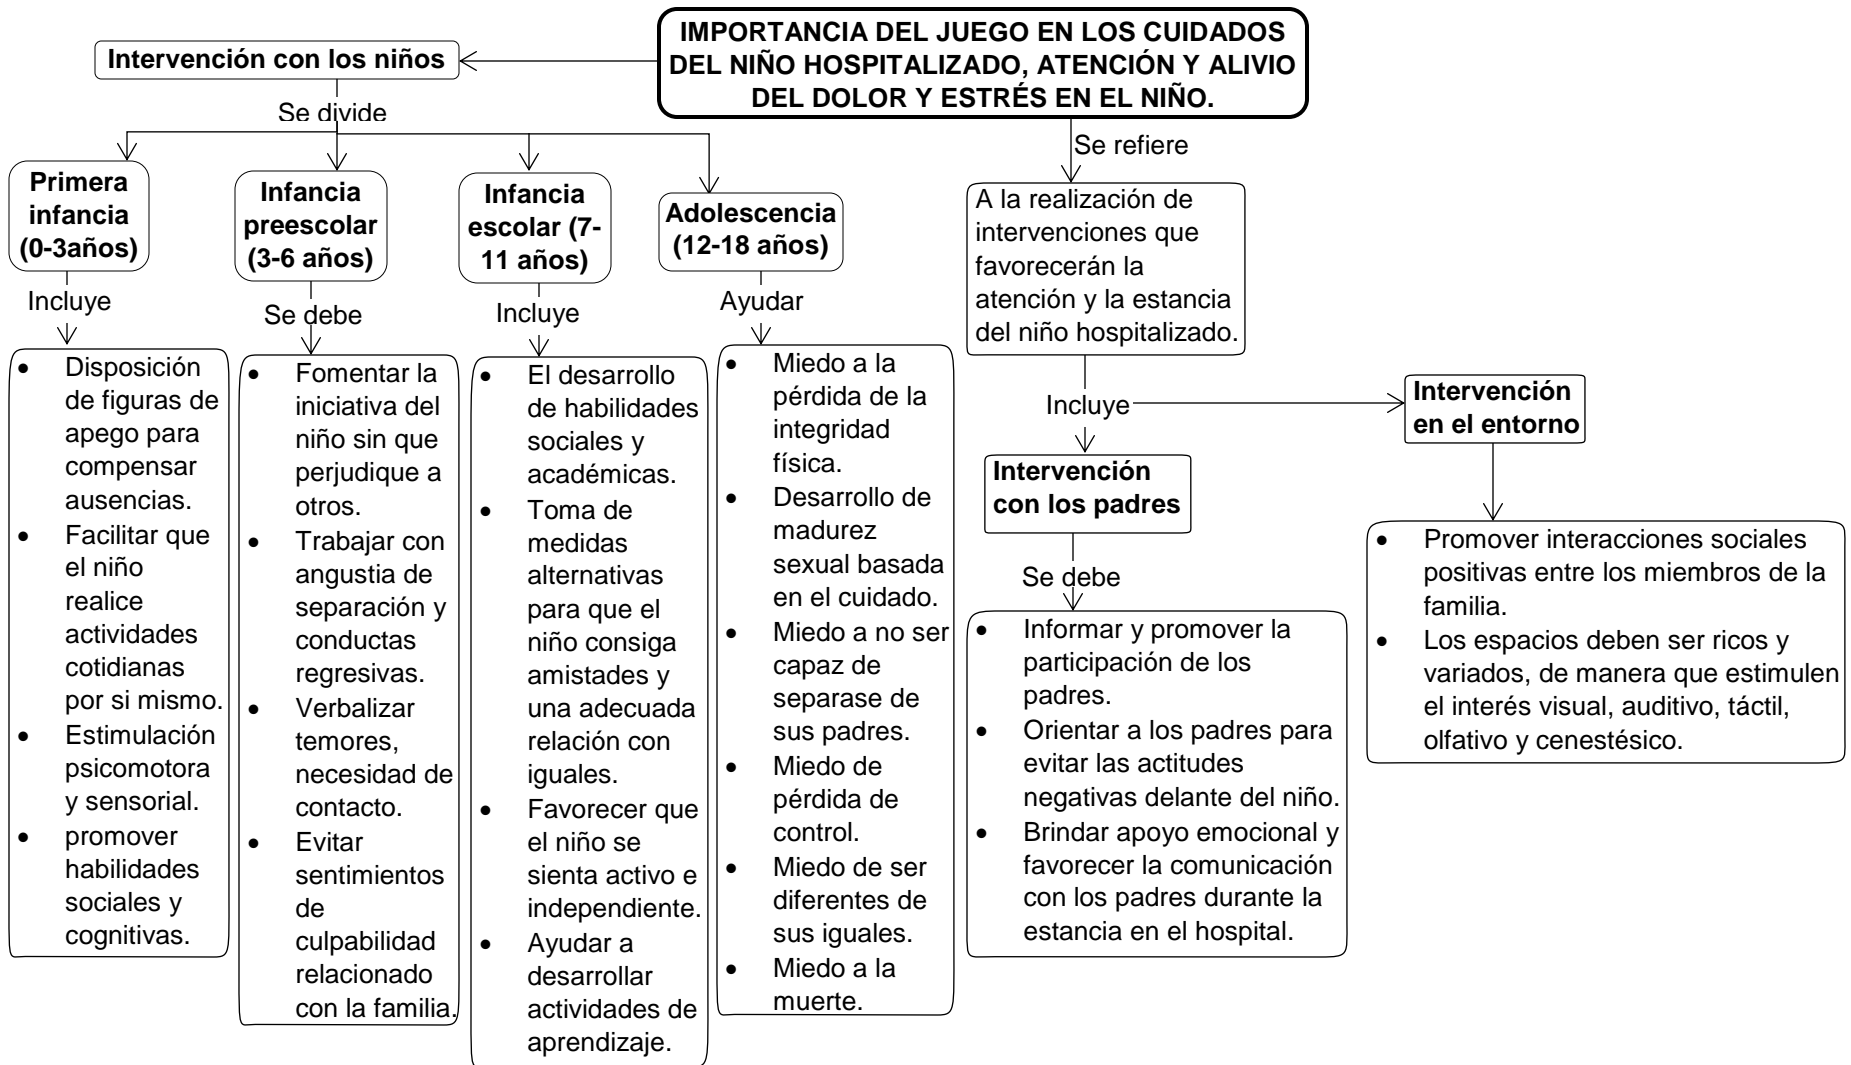 IMPORTANCIA DEL JUEGO EN LOS CUIDADOS
DEL NIÑO HOSPITALIZADO, ATENCIÓN Y ALIVIO
DEL DOLOR Y ESTRÉS EN EL NIÑO.
Intervención con los niños
Se divide
Primera
infancia
(0-3años)
Incluye
• Disposición
de figuras de
apego para
compensar
ausencias.
• Facilitar que
el niño
realice
actividades
cotidianas
por si mismo.
• Estimulación
psicomotora
y sensorial.
• promover
habilidades
sociales y
cognitivas.
Infancia
preescolar
(3-6 años)
Se debe
• Fomentar la
iniciativa del
niño sin que
perjudique a
otros.
• Trabajar con
angustia de
separación y
conductas
regresivas.
• Verbalizar
temores,
necesidad de
contacto.
• Evitar
sentimientos
de
culpabilidad
relacionado
con la familia.
Infancia
escolar (7-
11 años)
Incluye
• El desarrollo
de habilidades
sociales y
académicas.
• Toma de
medidas
alternativas
para que el
niño consiga
amistades y
una adecuada
relación con
iguales.
• Favorecer que
el niño se
sienta activo e
independiente.
• Ayudar a
desarrollar
actividades de
aprendizaje.
Adolescencia
(12-18 años)
Ayudar
• Miedo a la
pérdida de la
integridad
física.
• Desarrollo de
madurez
sexual basada
en el cuidado.
• Miedo a no ser
capaz de
separase de
sus padres.
• Miedo de
pérdida de
control.
• Miedo de ser
diferentes de
sus iguales.
• Miedo a la
muerte.
Se refiere
A la realización de
intervenciones que
favorecerán la
atención y la estancia
del niño hospitalizado.
Incluye
Intervención
con los padres
Se debe
• Informar y promover la
participación de los
padres.
• Orientar a los padres para
evitar las actitudes
negativas delante del niño.
• Brindar apoyo emocional y
favorecer la comunicación
con los padres durante la
estancia en el hospital.
Intervención
en el entorno
• Promover interacciones sociales
positivas entre los miembros de la
familia.
• Los espacios deben ser ricos y
variados, de manera que estimulen
el interés visual, auditivo, táctil,
olfativo y cenestésico.